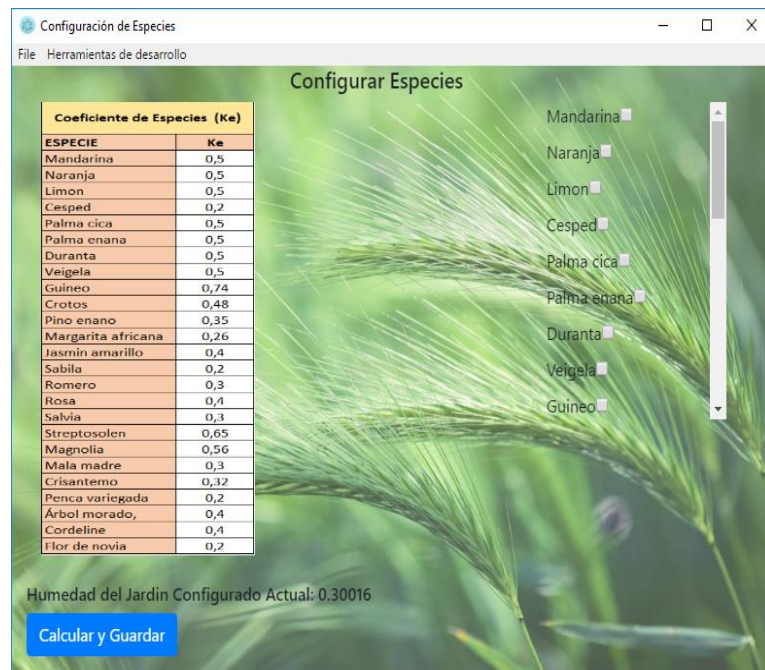 Configuración de Especies
File Herramientas de desarrollo
Configurar Especies
Coeficiente de Especies (Ke)
ESPECIE Ke
Mandarina 0,5
Naranja 0,5
Limon 0,5
Cesped 0,2
Palma cica 0,5
Palma enana 0,5
Duranta 0,5
Veigela 0,5
Guineo 0,74
Crotos 0,48
Pino enano 0,35
Margarita africana 0,26
Jasmin amarillo 0,4
Sabila 0,2
Romero 0,3
Rosa 0,4
Salvia 0,3
Streptosolen 0,65
Magnolia 0,56
Mala madre 0,3
Crisantemo 0,32
Penca variegada 0,2
Árbol morado, 0,4
Cordeline 0,4
Flor de novia 0,2
Mandarina
Naranja
Limon
Cesped
Palma cica
Palma enana
Duranta
Veigela
Guineo
Humedad del Jardin Configurado Actual: 0.30016
Calcular y Guardar